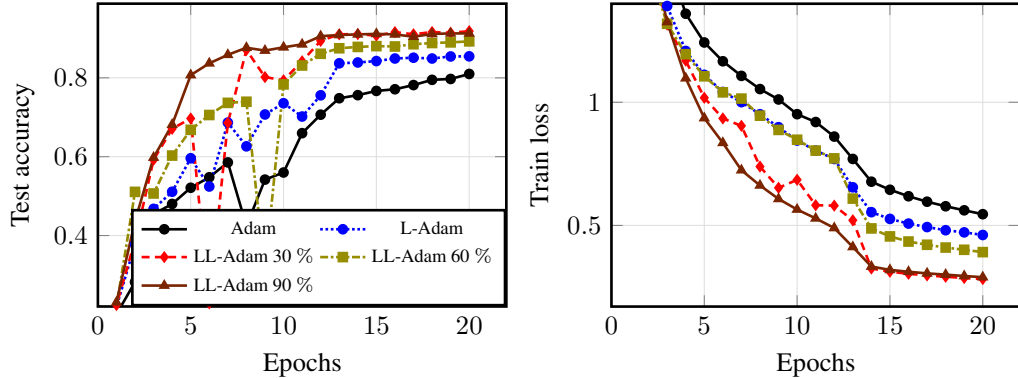 Test accuracy
0.8
0.6
0.4
Adam
L-Adam
LL-Adam 30 %
LL-Adam 60 %
LL-Adam 90 %
0 5 10 15 20
Epochs
Train loss
1
0.5
0 5 10 15 20
Epochs